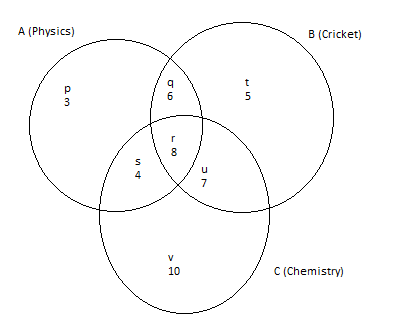 A (Physics)
B (Cricket)
p
3
q
6
t
5
r
8
s
4
u
7
v
10
C (Chemistry)